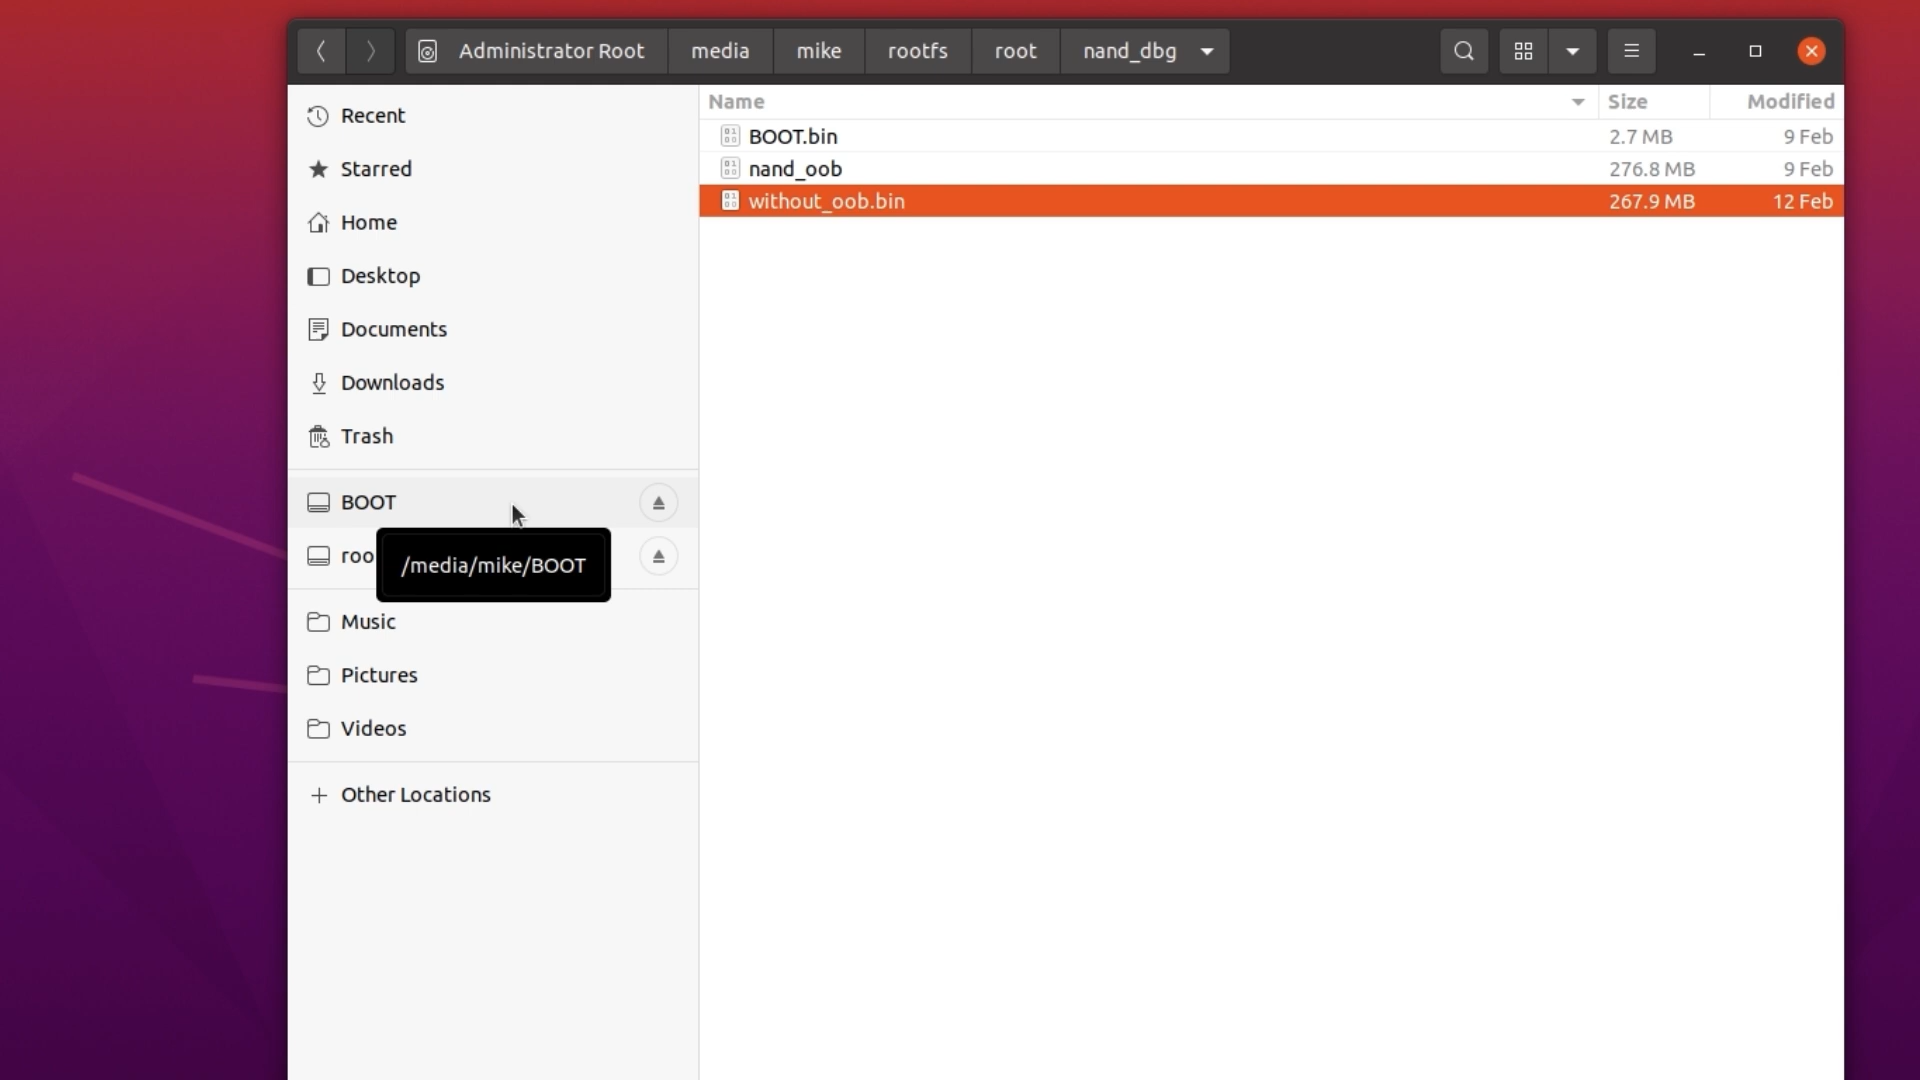 Administrator Root media mike rootfs root nand_dbg
Recent
Starred
Home
Desktop
Documents
Downloads
Trash
BOOT
roo
/media/mike/BOOT
Music
Pictures
Videos
Other Locations
Name Size Modified
BOOT.bin 2.7 MB 9 Feb
nand_oob 276.8 MB 9 Feb
without_oob.bin 267.9 MB 12 Feb